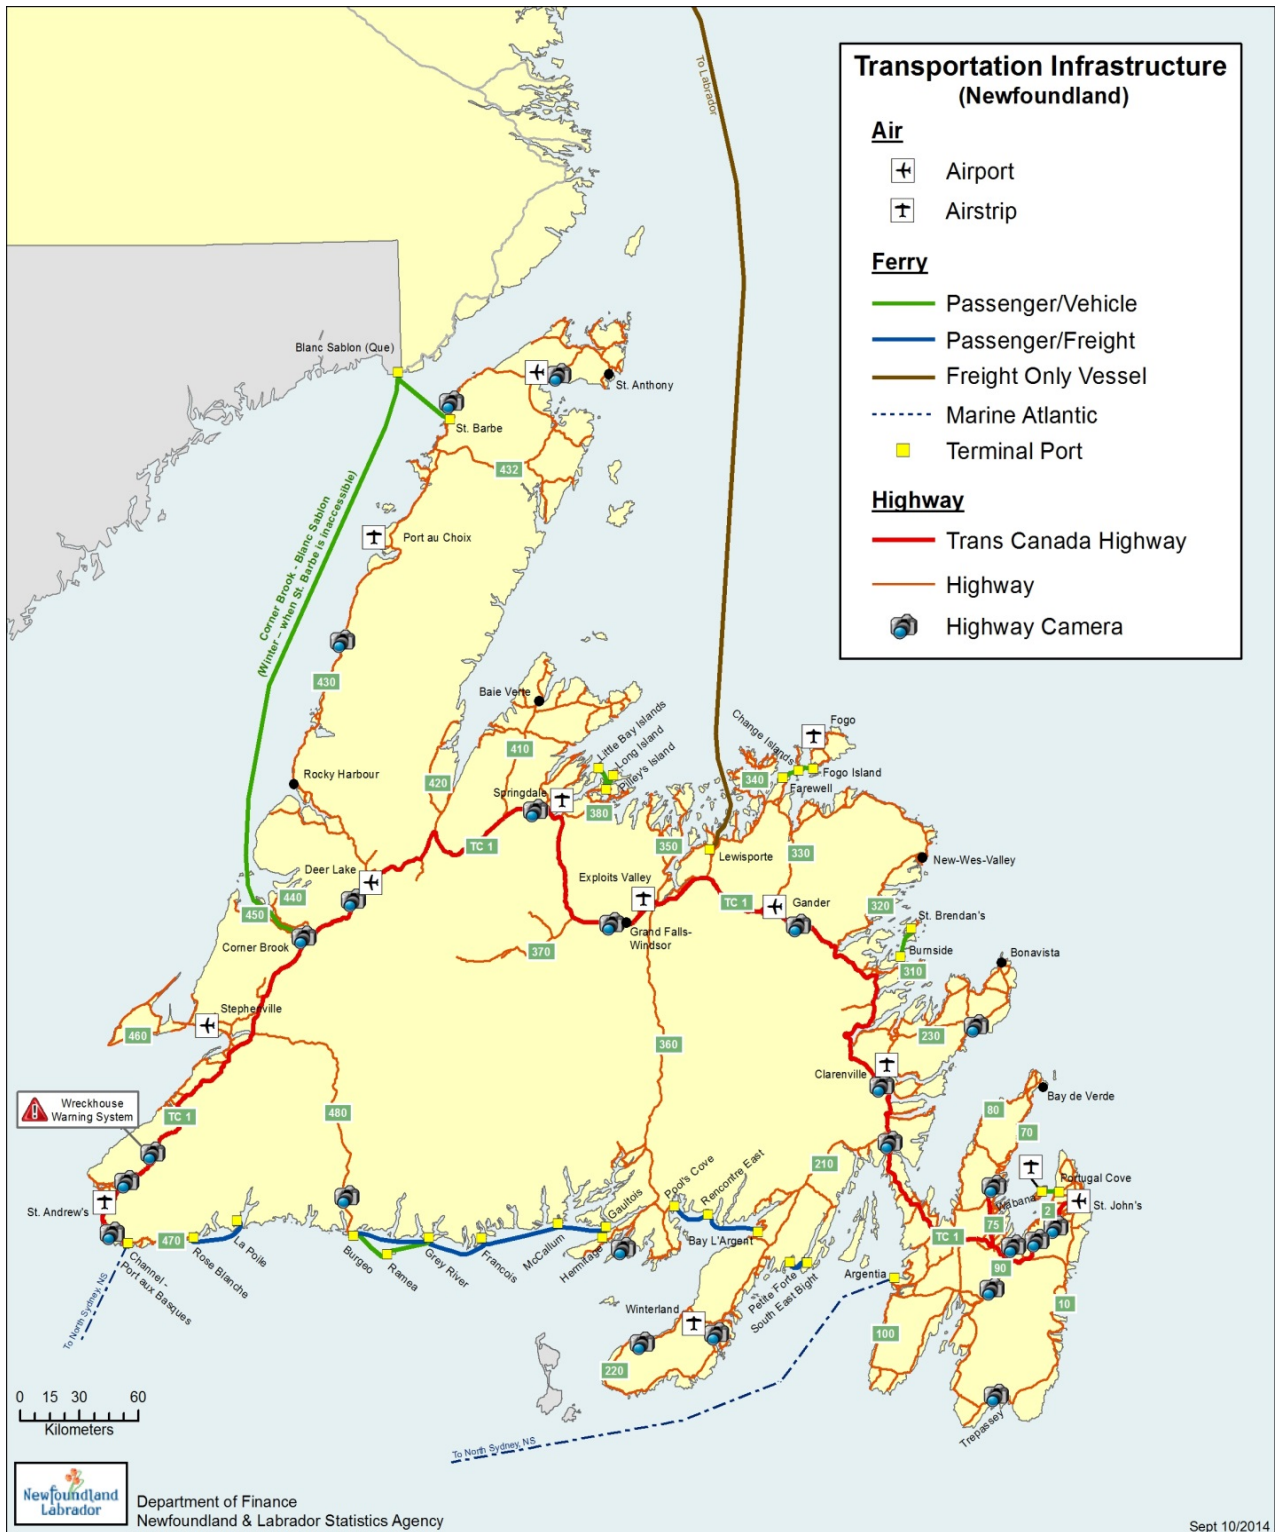 Transportation Infrastructure
(Newfoundland)
Air
Airport
Airstrip
Ferry
Passenger/Vehicle
Passenger/Freight
Freight Only Vessel
Marine Atlantic
Terminal Port
Highway
Trans Canada Highway
Highway
Highway Camera
To Labrador
Blanc Sablon (Que)
St. Anthony
St. Barbe
432
Corner Brook - Blanc Sablon
(Winter – when St. Barbe is inaccessible)
Port au Choix
430
Baie Verte
Little Bay Islands
Long Island
Pilley's Island
Change Islands
Fogo
410
Rocky Harbour
420
340
Fogo Island
Farewell
Springdale
380
TC 1
350
330
Lewisporte
New-Wes-Valley
Deer Lake
Exploits Valley
440
450
TC 1
Gander
320
St. Brendan's
Corner Brook
Grand Falls-
Windsor
370
Burnside
310
Bonavista
Stephenville
460
230
360
Clarenville
Wreckhouse
Warning System
TC 1
480
80
Bay de Verde
70
210
Pool's Cove
Rencontre East
Portugal Cove
Wabana
St. John's
St. Andrew's
Gaultois
2
75
470
La Poile
Rose Blanche
Channel -
Port aux Basques
Burgeo
Ramea
Grey River
Francois
McCallum
Hermitage
Bay L'Argent
TC 1
90
Petite Forte
South East Bight
Argentia
To North Sydney, NS
Winterland
10
100
220
Trepassey
To North Sydney, NS
0 15 30 60
Kilometers
Newfoundland
Labrador
Department of Finance
Newfoundland & Labrador Statistics Agency
Sept 10/2014